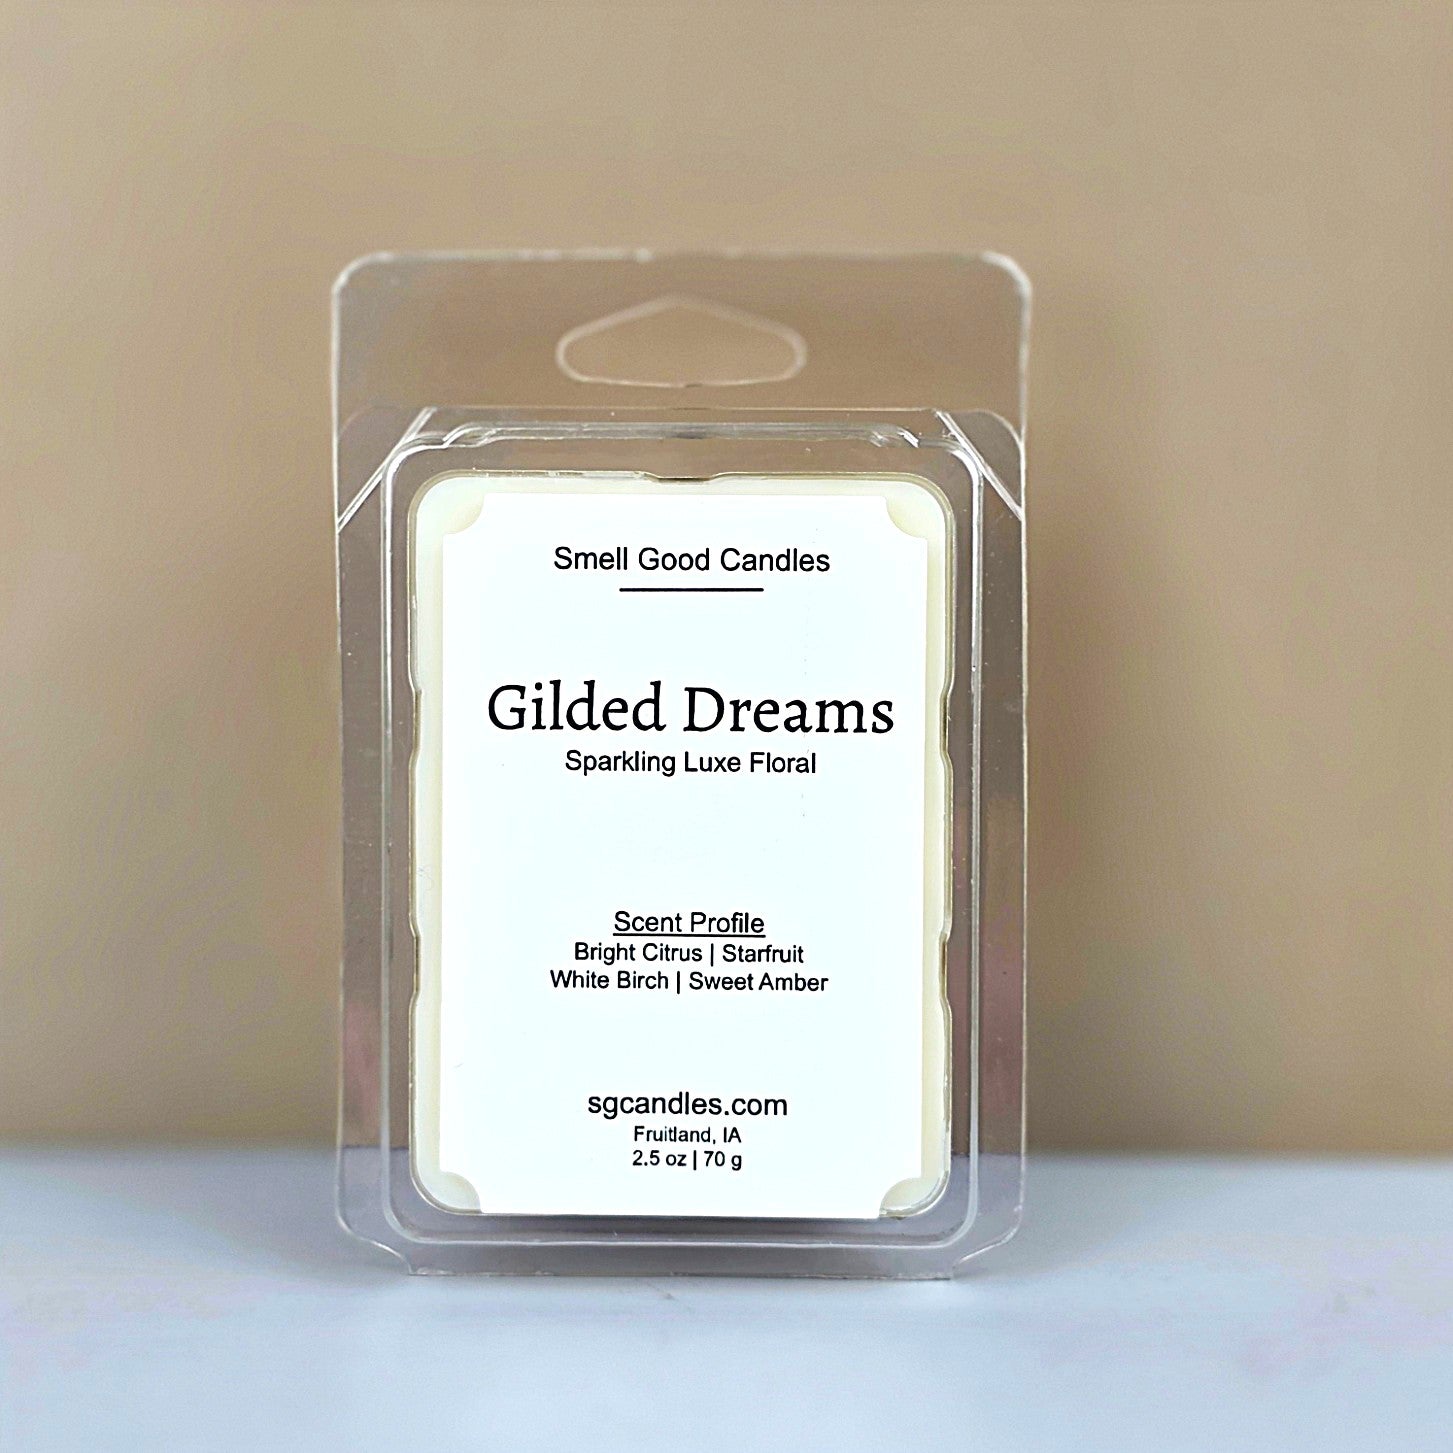 Smell Good Candles
Gilded Dreams
Sparkling Luxe Floral
Scent Profile
Bright Citrus | Starfruit
White Birch | Sweet Amber
sgcandles.com
Fruitland, IA
2.5 oz | 70 g